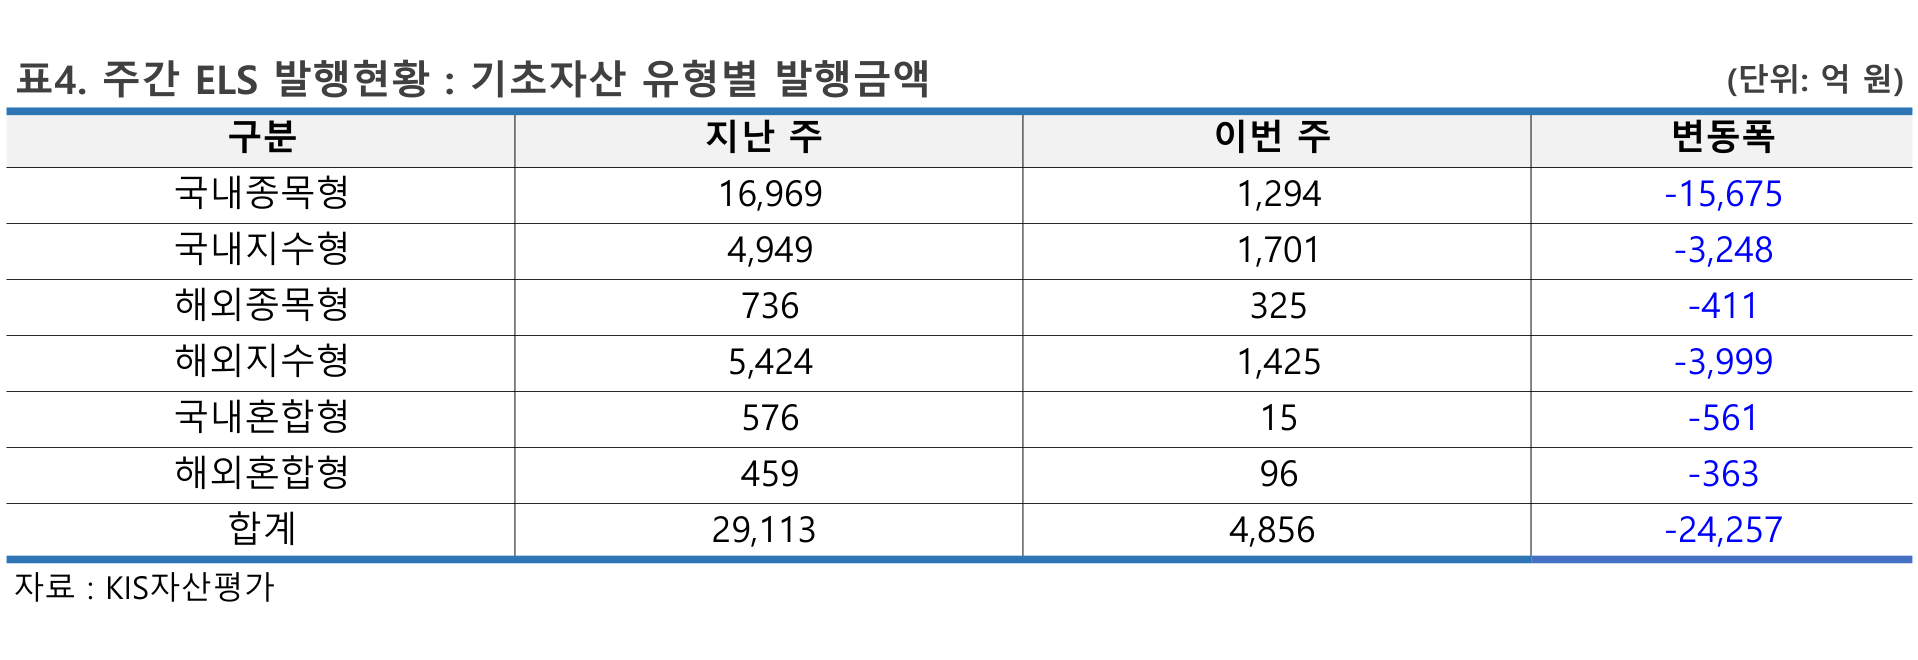 표4. 주간 ELS 발행현황 : 기초자산 유형별 발행금액 (단위: 억 원)
구분 지난 주 이번 주 변동폭
국내종목형 16,969 1,294 -15,675
국내지수형 4,949 1,701 -3,248
해외종목형 736 325 -411
해외지수형 5,424 1,425 -3,999
국내혼합형 576 15 -561
해외혼합형 459 96 -363
합계 29,113 4,856 -24,257
자료 : KIS자산평가